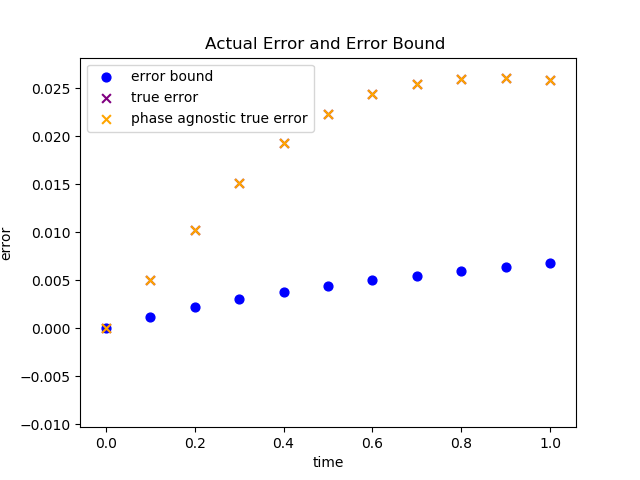 Actual Error and Error Bound
error bound
true error
phase agnostic true error
0.025
0.020
0.015
0.010
0.005
0.000
−0.005
−0.010
error
0.0 0.2 0.4 0.6 0.8 1.0
time